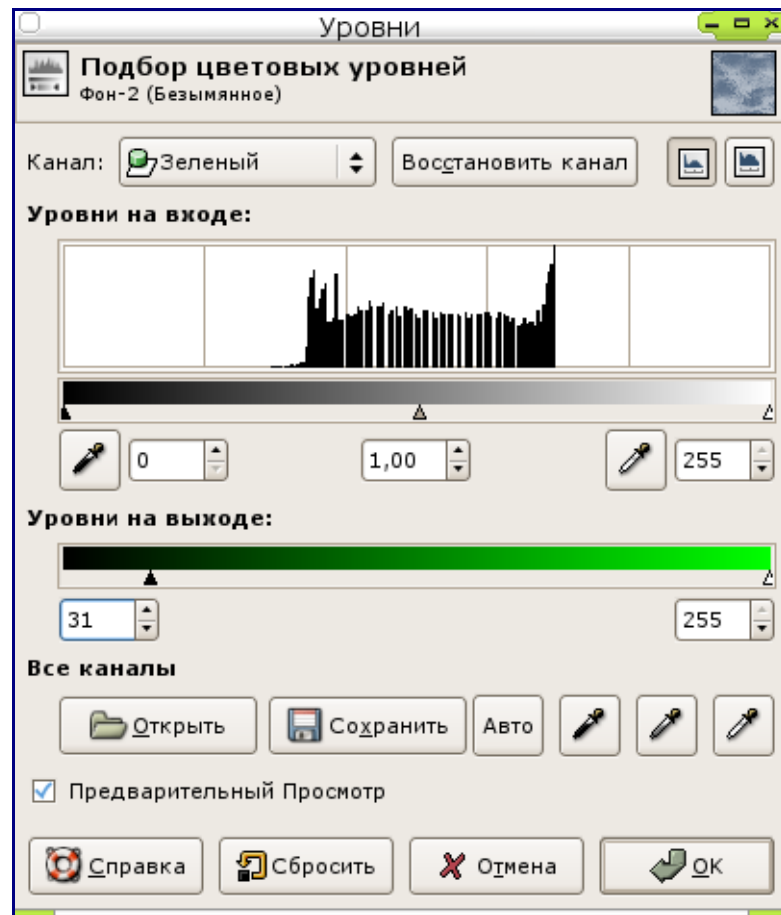 Уровни
Подбор цветовых уровней
Фон-2 (Безымянное)
Канал: Зеленый Восстановить канал
Уровни на входе:
0 1,00 255
Уровни на выходе:
31 255
Все каналы
Открыть Сохранить Авто
Предварительный Просмотр
Справка Сбросить Отмена OK